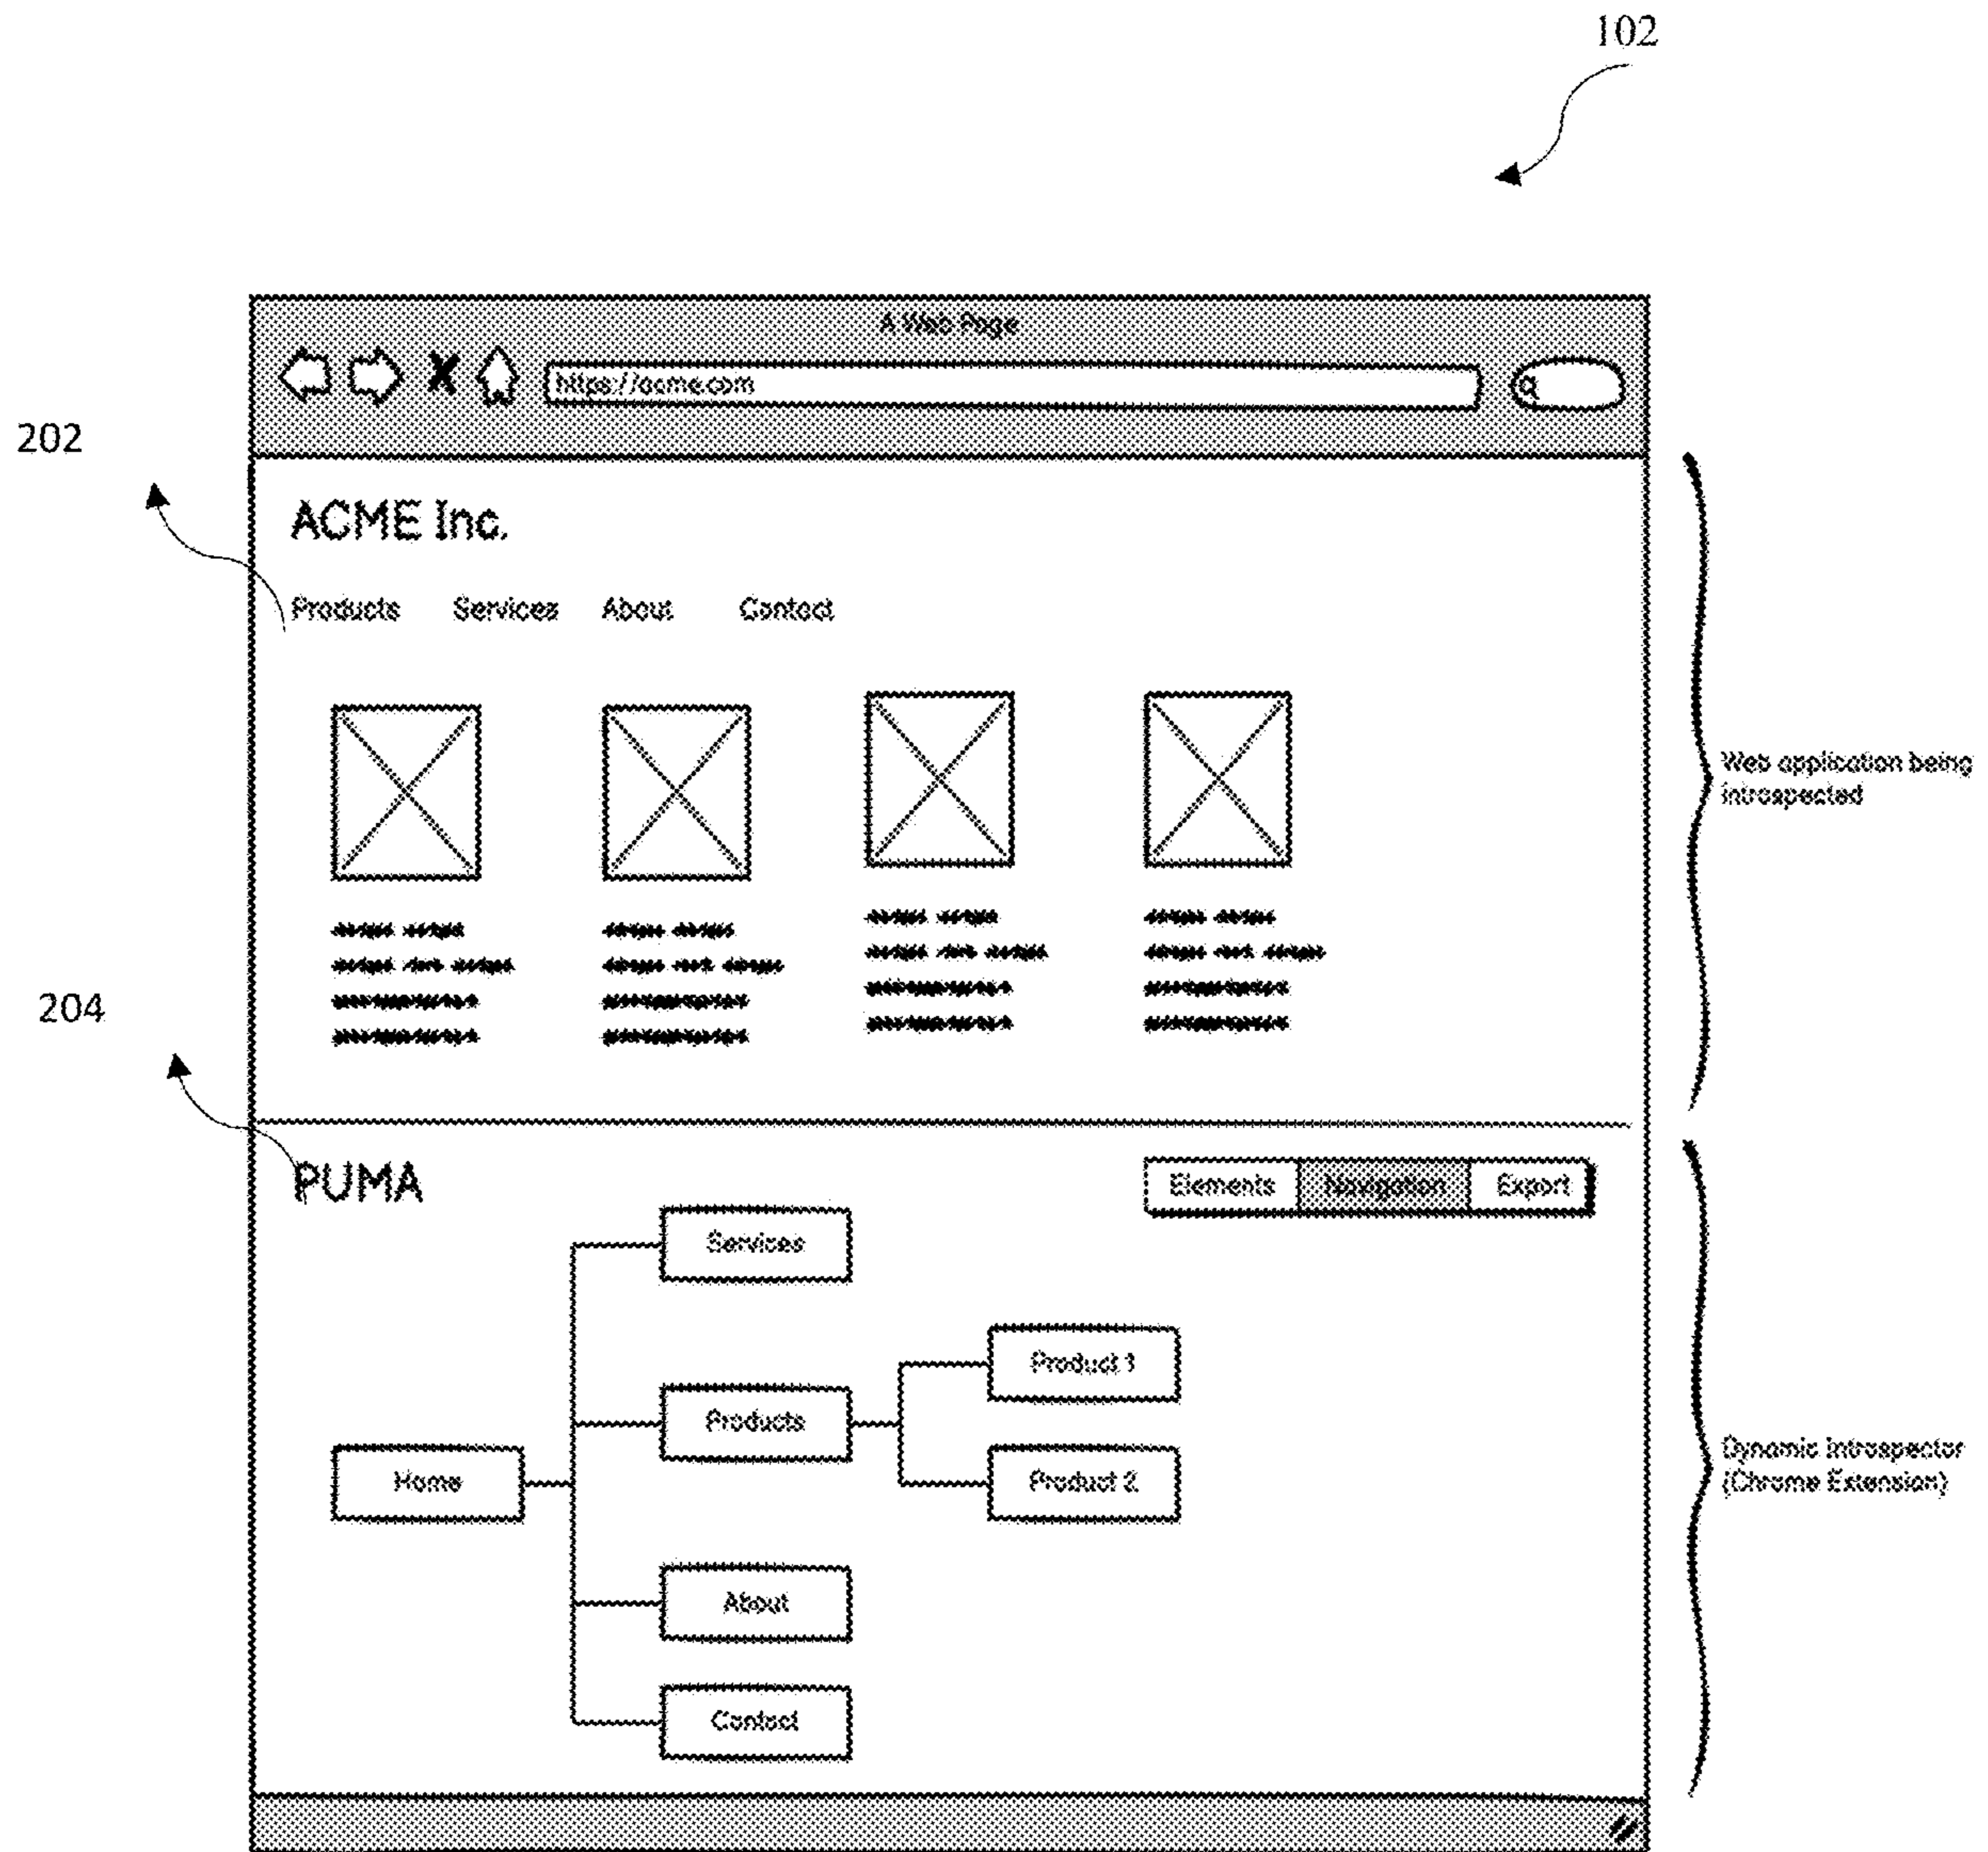 102
A Web Page
https://acme.com
202
ACME Inc.
Products Services About Contact
Web application being
introspected
204
PUMA
Elements Navigation Export
Services
Product 1
Products
Dynamic Introspector
(Chrome Extension)
Home
Product 2
About
Contact